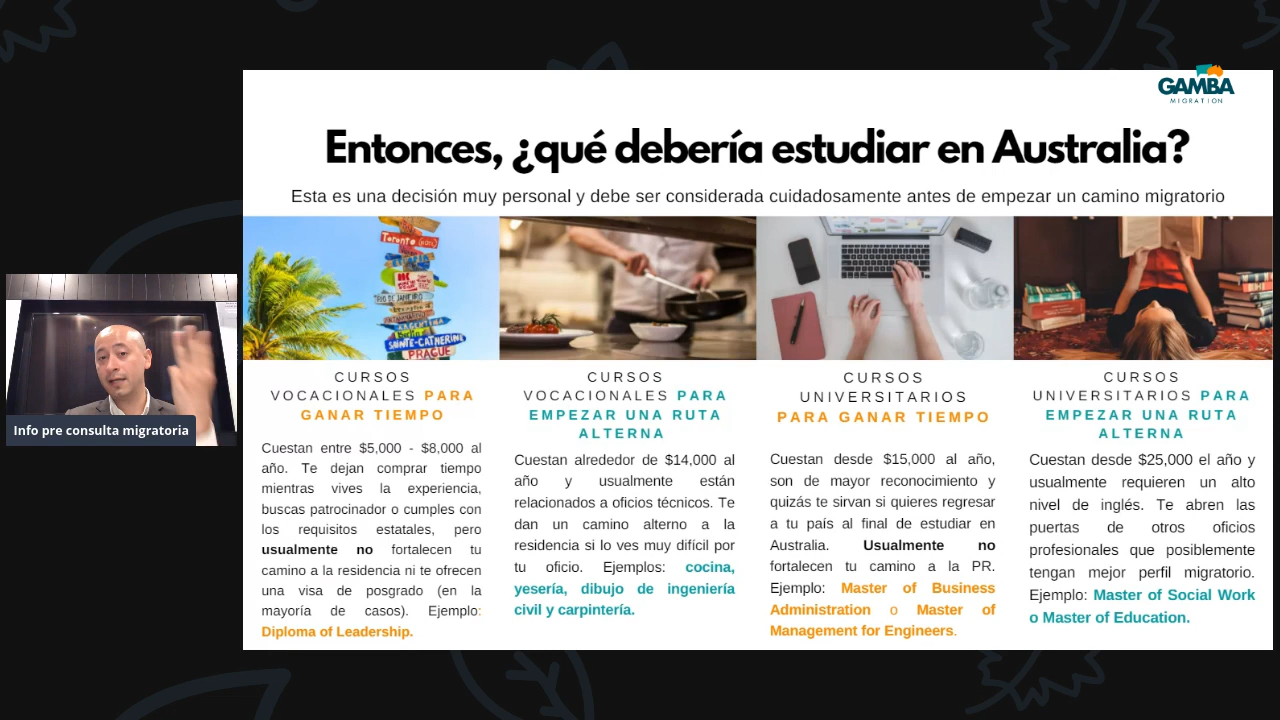 GAMBA
MIGRATION
Entonces, ¿qué debería estudiar en Australia?
Esta es una decisión muy personal y debe ser considerada cuidadosamente antes de empezar un camino migratorio
Toronto
RIO DE JANEIRO
ARGENTINA
SAINTE-CATHERINE
PRAGUE
CURSOS
VOCACIONALES PARA
GANAR TIEMPO
Cuestan entre $5,000 - $8,000 al
año. Te dejan comprar tiempo
mientras vives la experiencia,
buscas patrocinador o cumples con
los requisitos estatales, pero
usualmente no fortalecen tu
camino a la residencia ni te ofrecen
una visa de posgrado (en la
mayoría de casos). Ejemplo:
Diploma of Leadership.
CURSOS
VOCACIONALES PARA
EMPEZAR UNA RUTA
ALTERNA
Cuestan alrededor de $14,000 al
año y usualmente están
relacionados a oficios técnicos. Te
dan un camino alterno a la
residencia si lo ves muy difícil por
tu oficio. Ejemplos: cocina,
yesería, dibujo de ingeniería
civil y carpintería.
CURSOS
UNIVERSITARIOS
PARA GANAR TIEMPO
Cuestan desde $15,000 al año,
son de mayor reconocimiento y
quizás te sirvan si quieres regresar
a tu país al final de estudiar en
Australia. Usualmente no
fortalecen tu camino a la PR.
Ejemplo: Master of Business
Administration o Master of
Management for Engineers.
CURSOS
UNIVERSITARIOS PARA
EMPEZAR UNA RUTA
ALTERNA
Cuestan desde $25,000 el año y
usualmente requieren un alto
nivel de inglés. Te abren las
puertas de otros oficios
profesionales que posiblemente
tengan mejor perfil migratorio.
Ejemplo: Master of Social Work
o Master of Education.
Info pre consulta migratoria